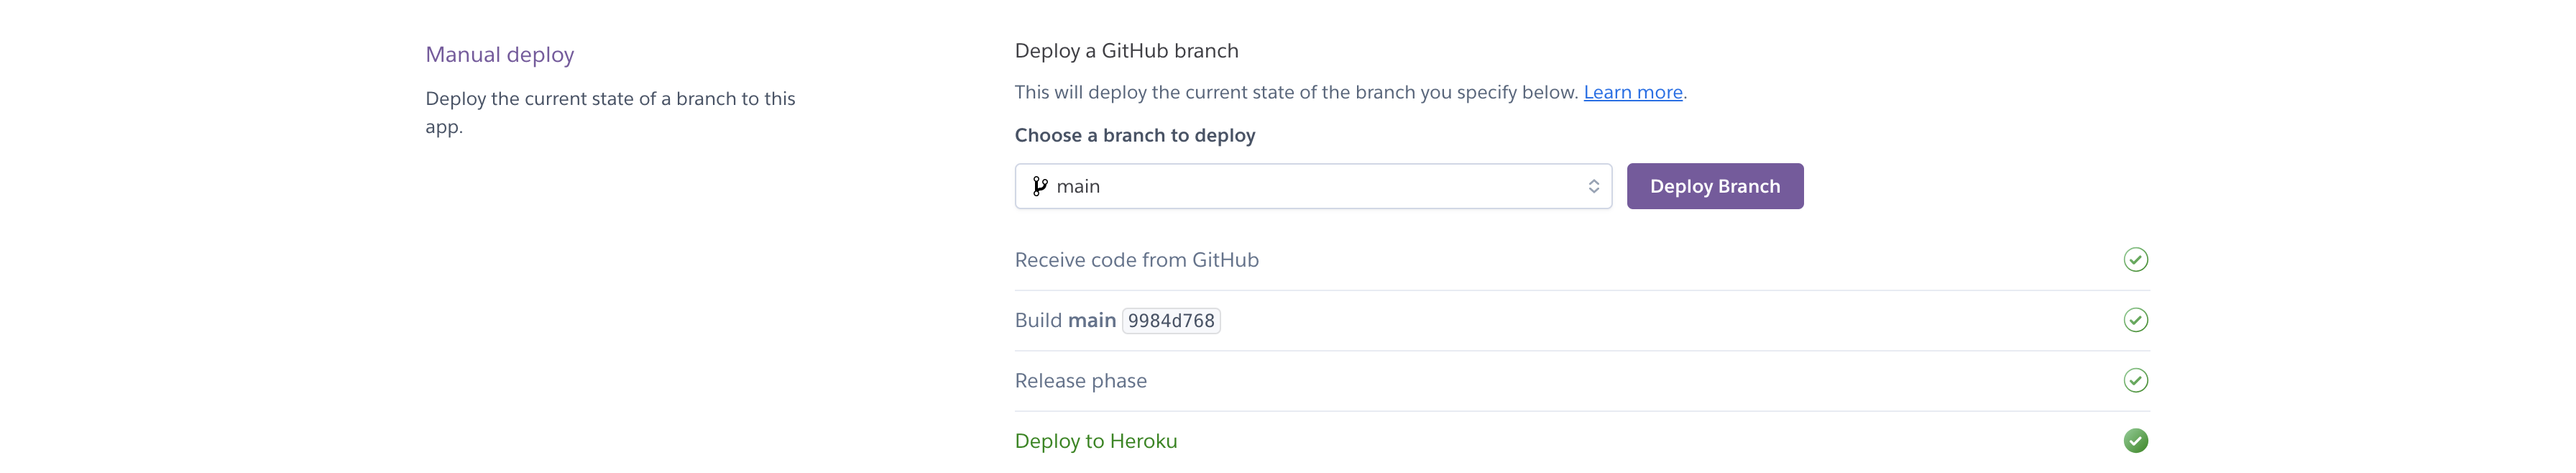 Manual deploy
Deploy the current state of a branch to this
app.
Deploy a GitHub branch
This will deploy the current state of the branch you specify below. Learn more.
Choose a branch to deploy
main
Deploy Branch
Receive code from GitHub
Build main 9984d768
Release phase
Deploy to Heroku